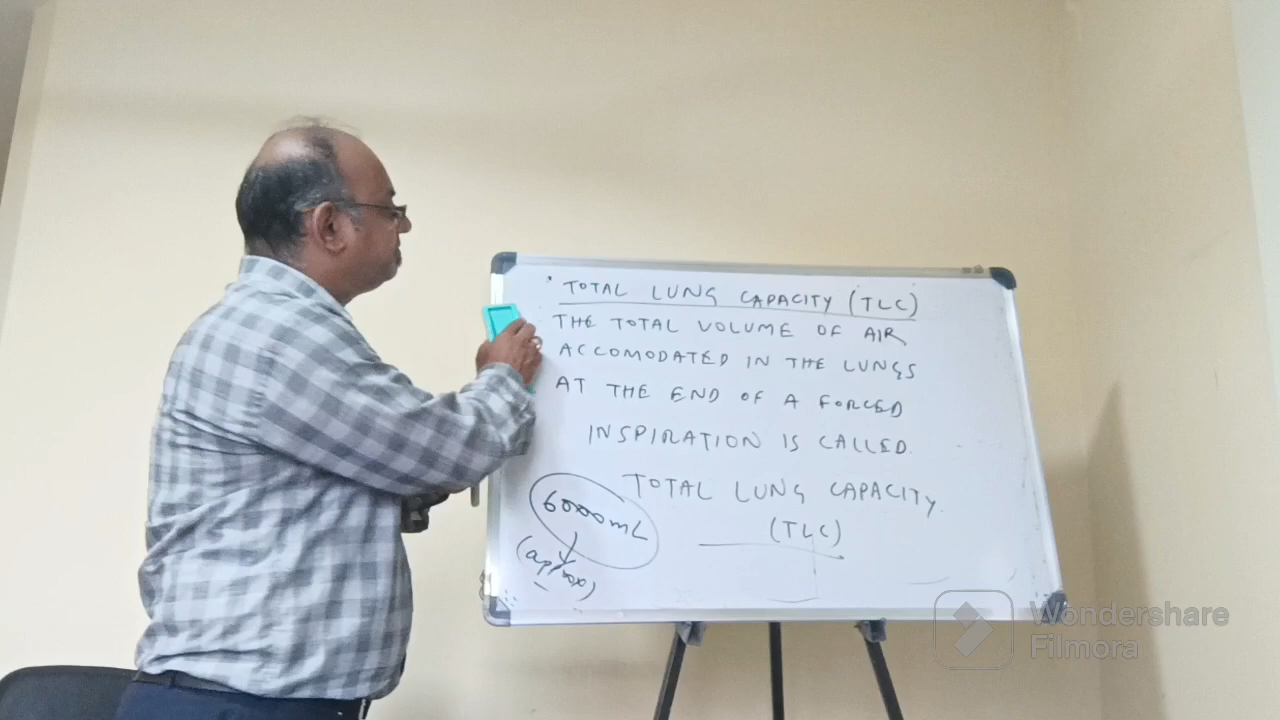 TOTAL LUNG CAPACITY (TLC)
THE TOTAL VOLUME OF AIR
ACCOMODATED IN THE LUNGS
AT THE END OF A FORCED
INSPIRATION IS CALLED.
TOTAL LUNG CAPACITY.
(TLC)
6000mL
(approx)
Wondershare
Filmora